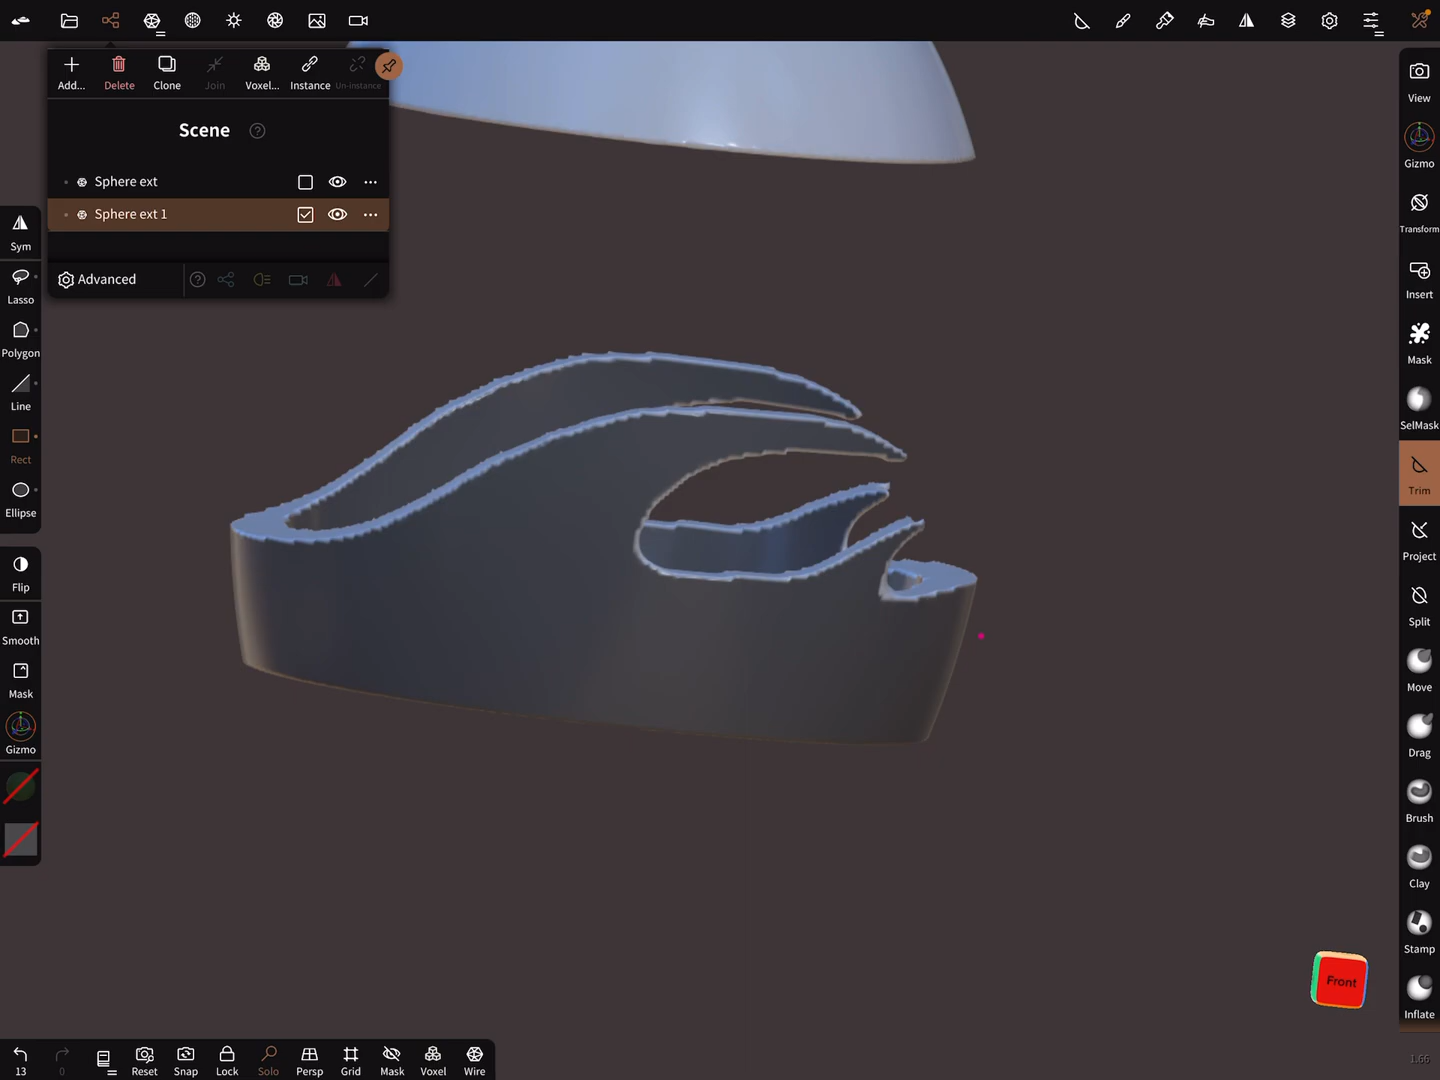 Add...
Delete
Clone
Join
Voxel...
Instance
Un-instance
Scene
?
Sphere ext
Sphere ext 1
Advanced
?
Sym
Lasso
Polygon
Line
Rect
Ellipse
Flip
Smooth
Mask
Gizmo
View
Gizmo
Transform
Insert
Mask
SelMask
Trim
Project
Split
Move
Drag
Brush
Clay
Stamp
Inflate
Front
13
0
Reset
Snap
Lock
Solo
Persp
Grid
Mask
Voxel
Wire
1.66